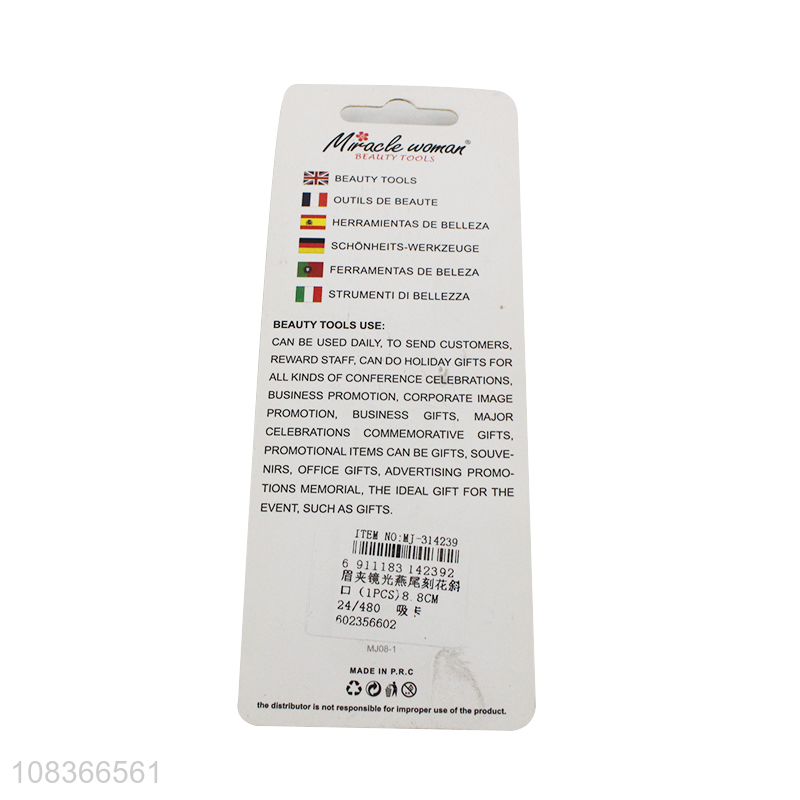 Miracle woman®
BEAUTY TOOLS
BEAUTY TOOLS
OUTILS DE BEAUTE
HERRAMIENTAS DE BELLEZA
SCHÖNHEITS-WERKZEUGE
FERRAMENTAS DE BELEZA
STRUMENTI DI BELLEZZA
BEAUTY TOOLS USE:
CAN BE USED DAILY, TO SEND CUSTOMERS,
REWARD STAFF, CAN DO HOLIDAY GIFTS FOR
ALL KINDS OF CONFERENCE CELEBRATIONS,
BUSINESS PROMOTION, CORPORATE IMAGE
PROMOTION, BUSINESS GIFTS, MAJOR
CELEBRATIONS COMMEMORATIVE GIFTS,
PROMOTIONAL ITEMS CAN BE GIFTS, SOUVE-
NIRS, OFFICE GIFTS, ADVERTISING PROMO-
TIONS MEMORIAL, THE IDEAL GIFT FOR THE
EVENT, SUCH AS GIFTS.
ITEM NO:MJ-314239
6 911183 142392
眉夹镜光燕尾刻花斜
口 (1PCS)8.8CM
24/480 吸卡
602356602
MJ08-1
MADE IN P.R.C
the distributor is not responsible for improper use of the product.
108366561